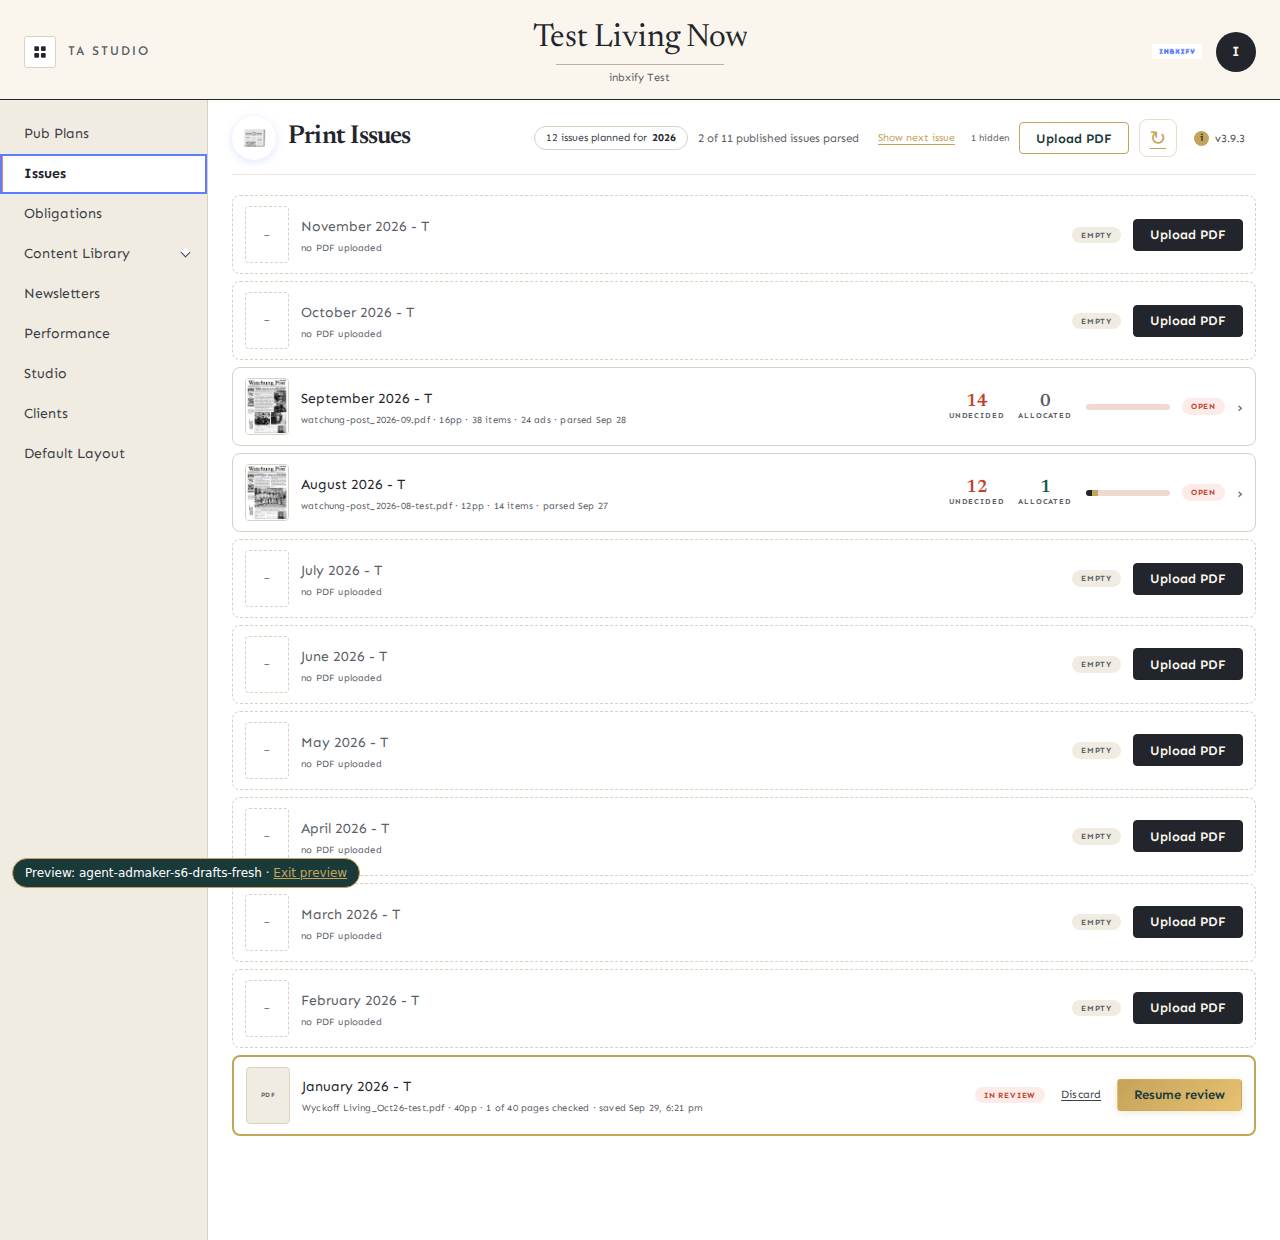 TA STUDIO
Test Living Now
inbxify Test
INBXIFY
I
Pub Plans
Issues
Obligations
Content Library
Newsletters
Performance
Studio
Clients
Default Layout
Print Issues
12 issues planned for 2026
2 of 11 published issues parsed
Show next issue
1 hidden
Upload PDF
↻
i v3.9.3
–
November 2026 - T
no PDF uploaded
EMPTY
Upload PDF
–
October 2026 - T
no PDF uploaded
EMPTY
Upload PDF
Watchung Post
September 2026 - T
watchung-post_2026-09.pdf · 16pp · 38 items · 24 ads · parsed Sep 28
14 UNDECIDED
0 ALLOCATED
OPEN
›
Watchung Post
August 2026 - T
watchung-post_2026-08-test.pdf · 12pp · 14 items · parsed Sep 27
12 UNDECIDED
1 ALLOCATED
OPEN
›
–
July 2026 - T
no PDF uploaded
EMPTY
Upload PDF
–
June 2026 - T
no PDF uploaded
EMPTY
Upload PDF
–
May 2026 - T
no PDF uploaded
EMPTY
Upload PDF
–
April 2026 - T
no PDF uploaded
EMPTY
Upload PDF
Preview: agent-admaker-s6-drafts-fresh · Exit preview
–
March 2026 - T
no PDF uploaded
EMPTY
Upload PDF
–
February 2026 - T
no PDF uploaded
EMPTY
Upload PDF
PDF
January 2026 - T
Wyckoff Living_Oct26-test.pdf · 40pp · 1 of 40 pages checked · saved Sep 29, 6:21 pm
IN REVIEW
Discard
Resume review